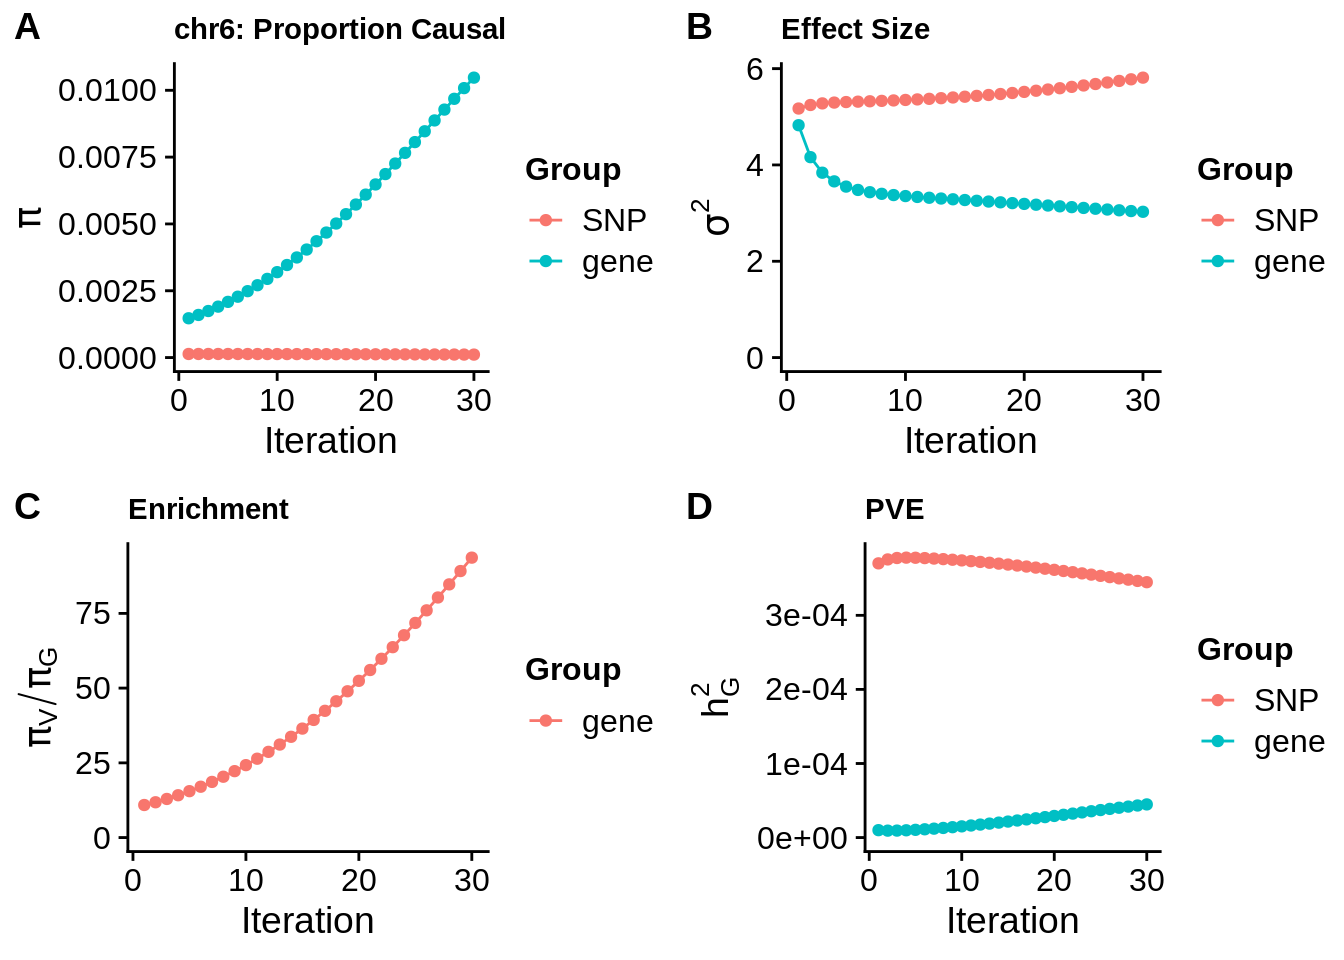 A
chr6: Proportion Causal
0.0100
0.0075
0.0050
0.0025
0.0000
π
0 10 20 30
Iteration
Group
SNP
gene
B
Effect Size
6
4
2
0
σ²
0 10 20 30
Iteration
Group
SNP
gene
C
Enrichment
75
50
25
0
π_V/π_G
0 10 20 30
Iteration
Group
gene
D
PVE
3e-04
2e-04
1e-04
0e+00
h²_G
0 10 20 30
Iteration
Group
SNP
gene